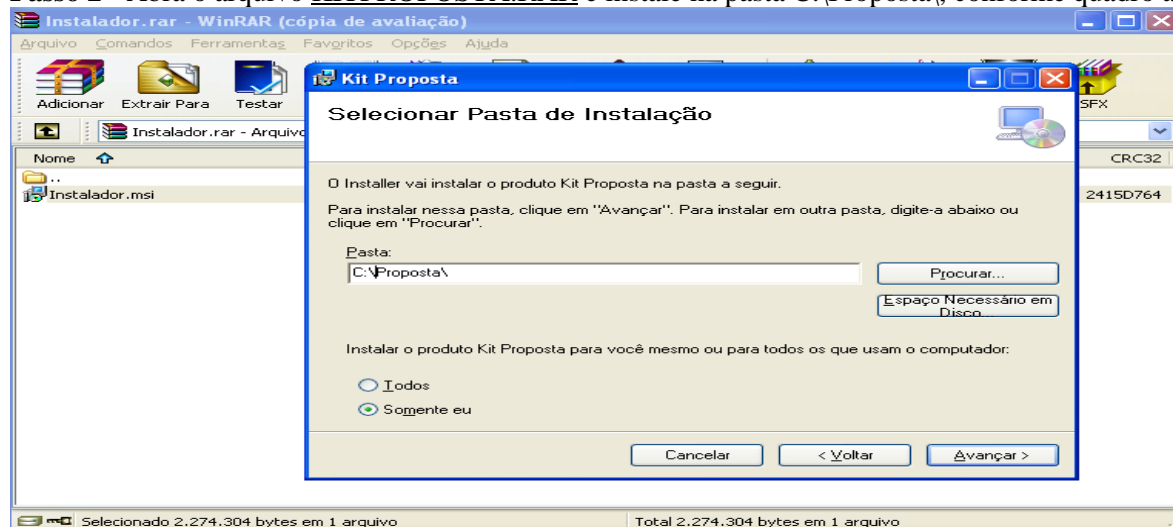 Instalador.rar - WinRAR (cópia de avaliação)
Arquivo Comandos Ferramentas Favoritos Opções Ajuda
Adicionar Extrair Para Testar SFX
Instalador.rar - Arquivo
Nome CRC32
..
Instalador.msi 2415D764
Kit Proposta
Selecionar Pasta de Instalação
O Installer vai instalar o produto Kit Proposta na pasta a seguir.
Para instalar nessa pasta, clique em "Avançar". Para instalar em outra pasta, digite-a abaixo ou
clique em "Procurar".
Pasta:
C:\Proposta\
Procurar...
Espaço Necessário em
Disco...
Instalar o produto Kit Proposta para você mesmo ou para todos os que usam o computador:
Todos
Somente eu
Cancelar < Voltar Avançar >
Selecionado 2.274.304 bytes em 1 arquivo Total 2.274.304 bytes em 1 arquivo